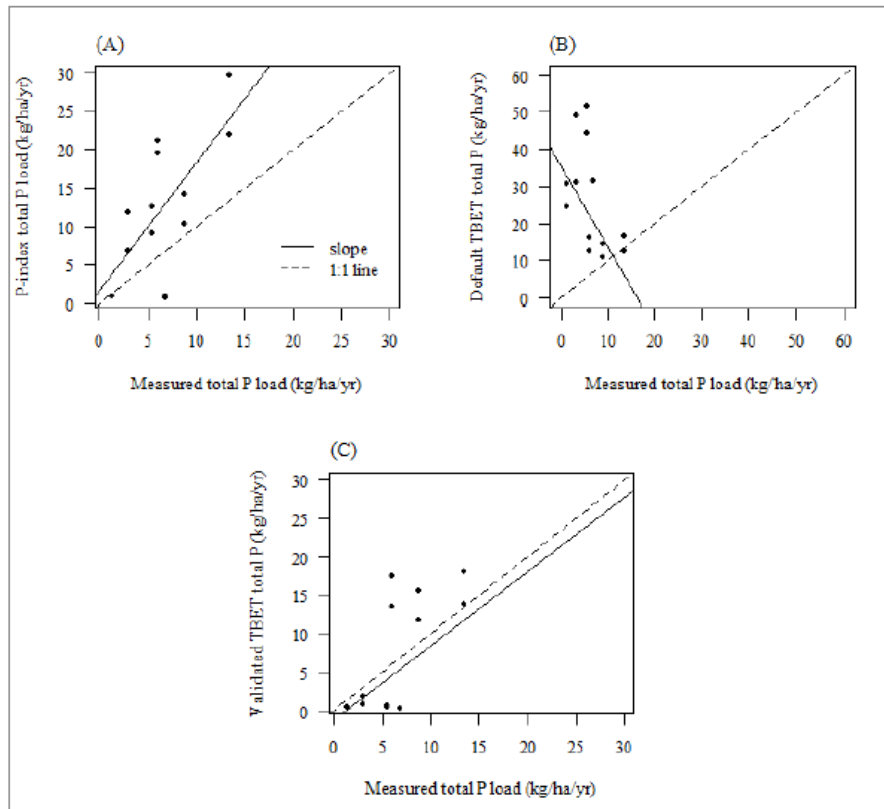 (A)
P-index total P load (kg/ha/yr)
30
25
20
15
10
5
0
slope
1:1 line
0 5 10 15 20 25 30
Measured total P load (kg/ha/yr)
(B)
Default TBET total P (kg/ha/yr)
60
50
40
30
20
10
0
0 10 20 30 40 50 60
Measured total P load (kg/ha/yr)
(C)
Validated TBET total P (kg/ha/yr)
30
25
20
15
10
5
0
0 5 10 15 20 25 30
Measured total P load (kg/ha/yr)